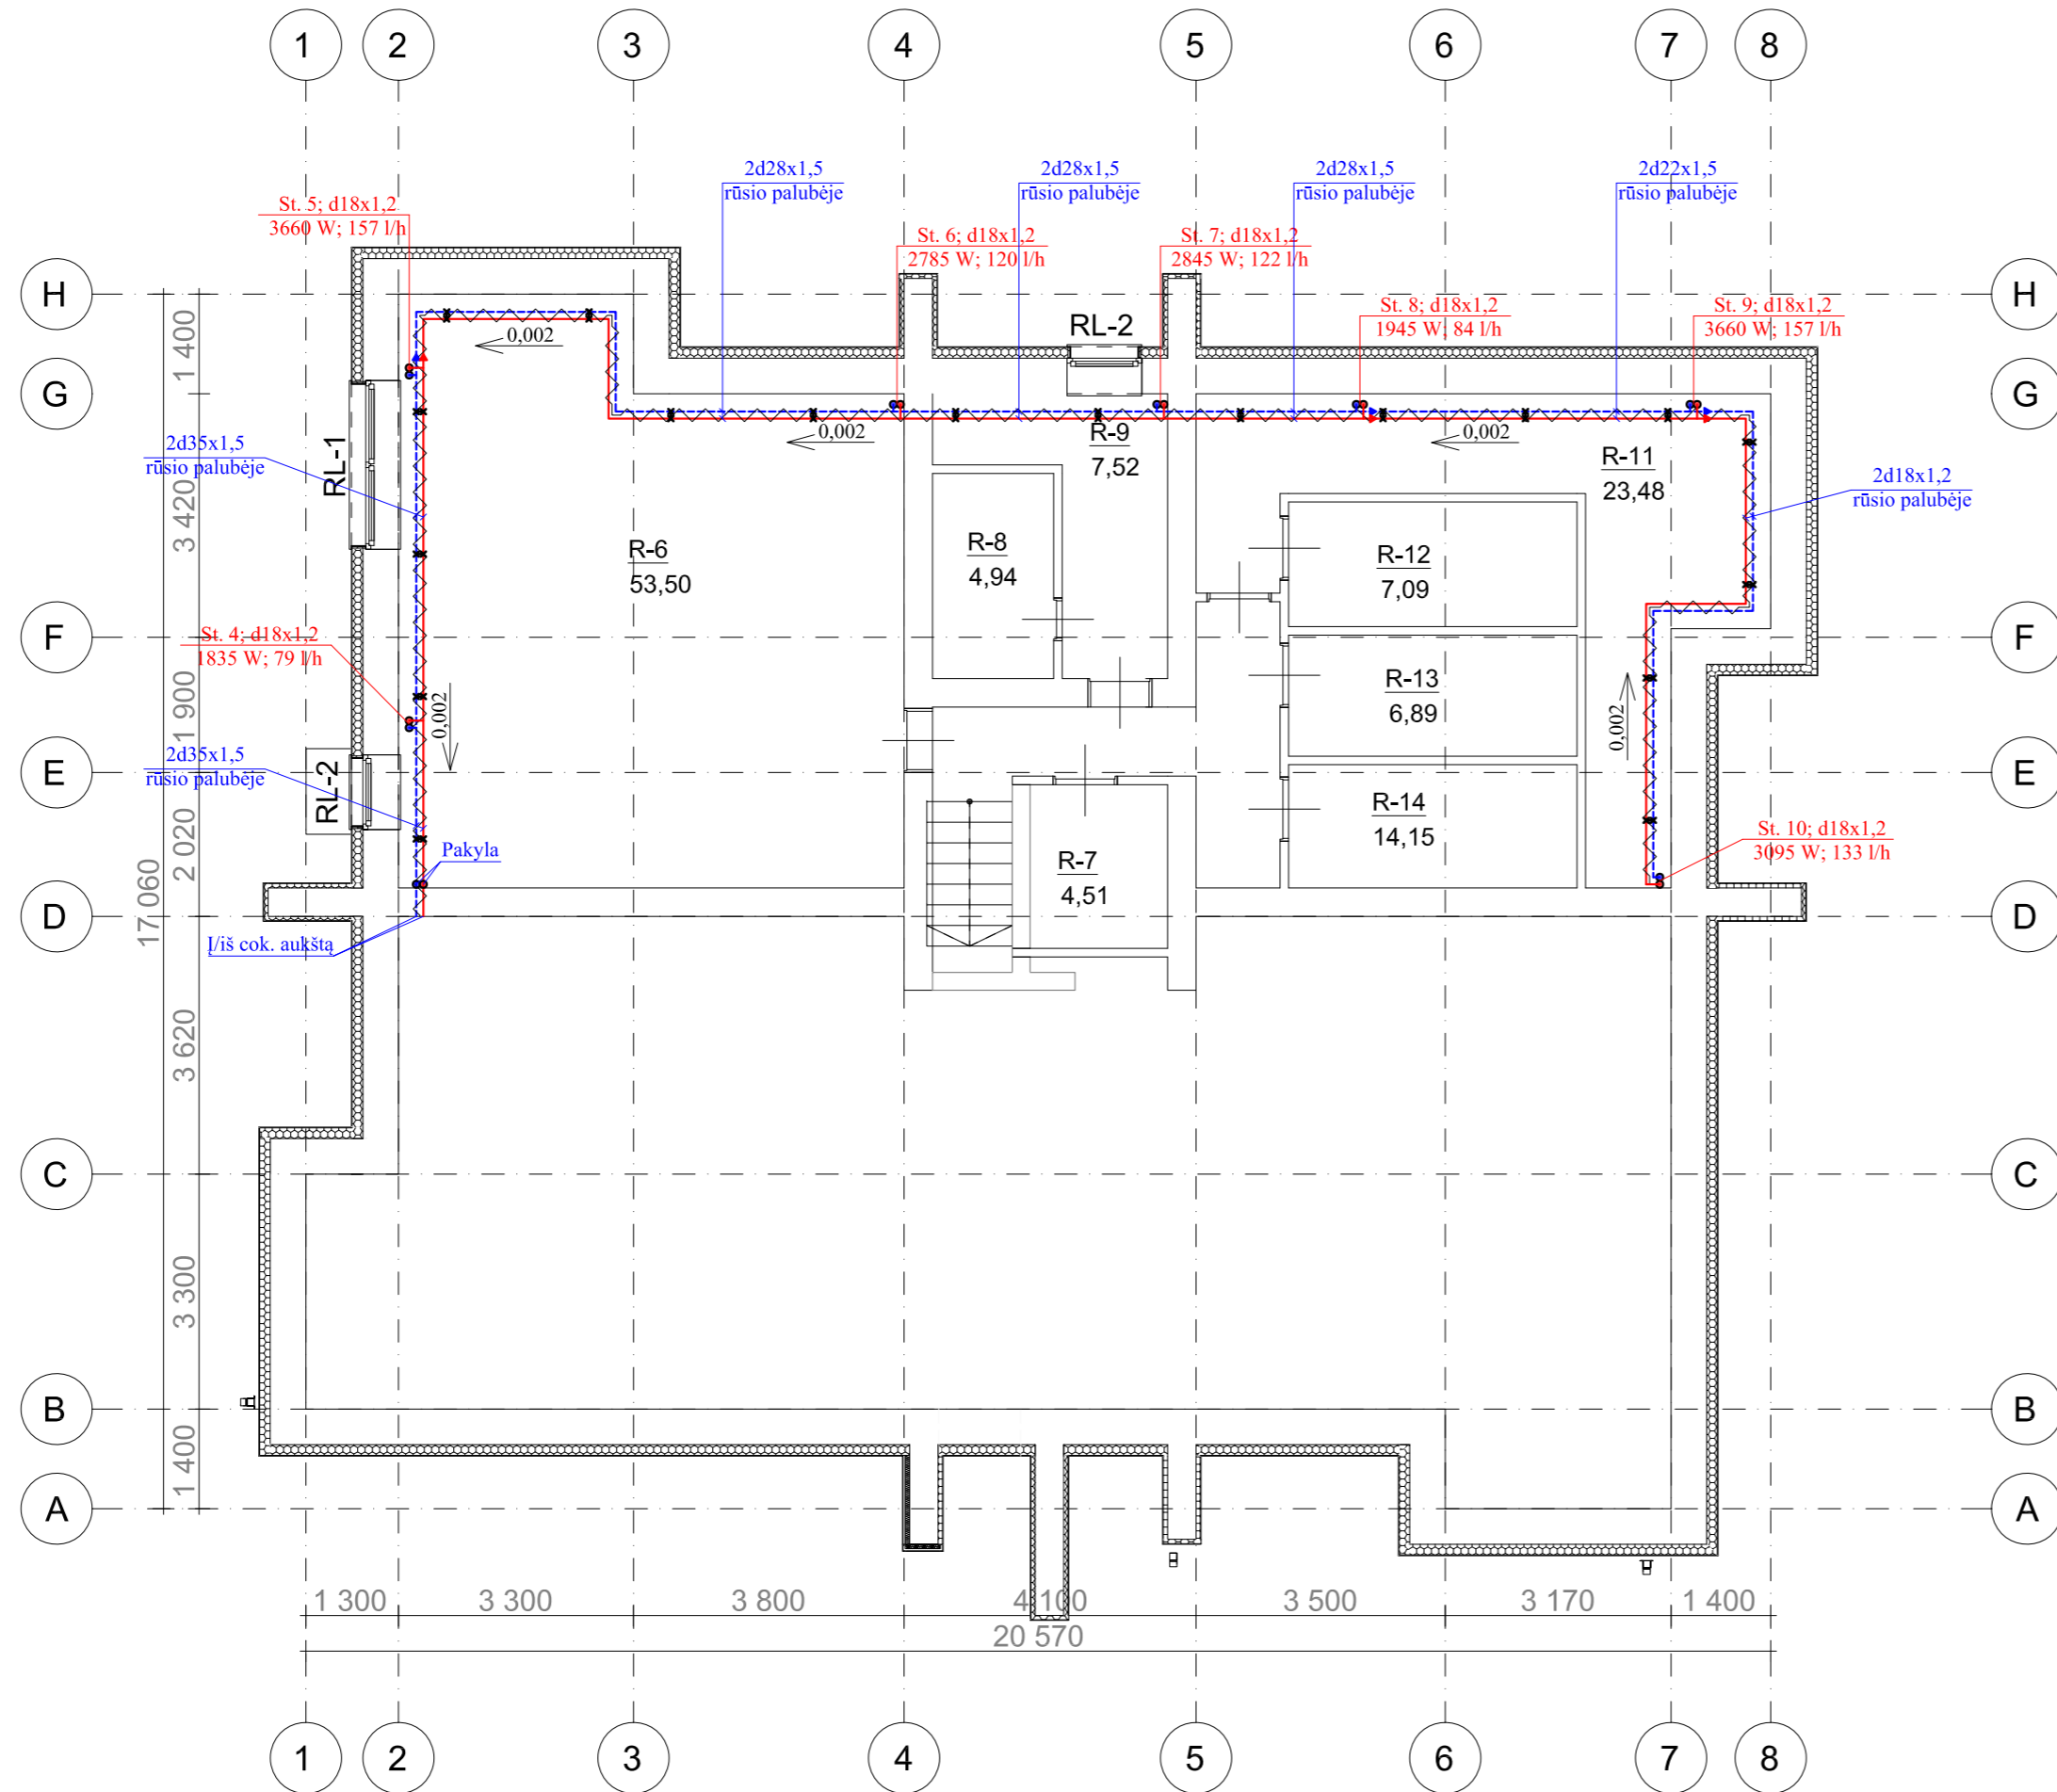 1
2
3
4
5
6
7
8
2d28x1,5
rūsio palubėje
2d28x1,5
rūsio palubėje
2d28x1,5
rūsio palubėje
2d22x1,5
rūsio palubėje
St. 5; d18x1,2
3660 W; 157 l/h
St. 6; d18x1,2
2785 W; 120 l/h
St. 7; d18x1,2
2845 W; 122 l/h
St. 8; d18x1,2
1945 W; 84 l/h
St. 9; d18x1,2
3660 W; 157 l/h
H
H
RL-2
0,002
1 400
G
G
0,002
0,002
R-9
7,52
R-11
23,48
2d35x1,5
rūsio palubėje
RL-1
3 420
2d18x1,2
rūsio palubėje
R-6
53,50
R-8
4,94
R-12
7,09
F
F
St. 4; d18x1,2
1835 W; 79 l/h
R-13
6,89
1 900
0,002
0,002
2d35x1,5
rūsio palubėje
E
E
RL-2
R-14
14,15
2 020
Pakyla
St. 10; d18x1,2
3095 W; 133 l/h
R-7
4,51
17 060
D
D
Į/iš cok. aukštą
3 620
C
C
3 300
B
B
1 400
A
A
1 300
3 300
3 800
4 100
3 500
3 170
1 400
20 570
1
2
3
4
5
6
7
8